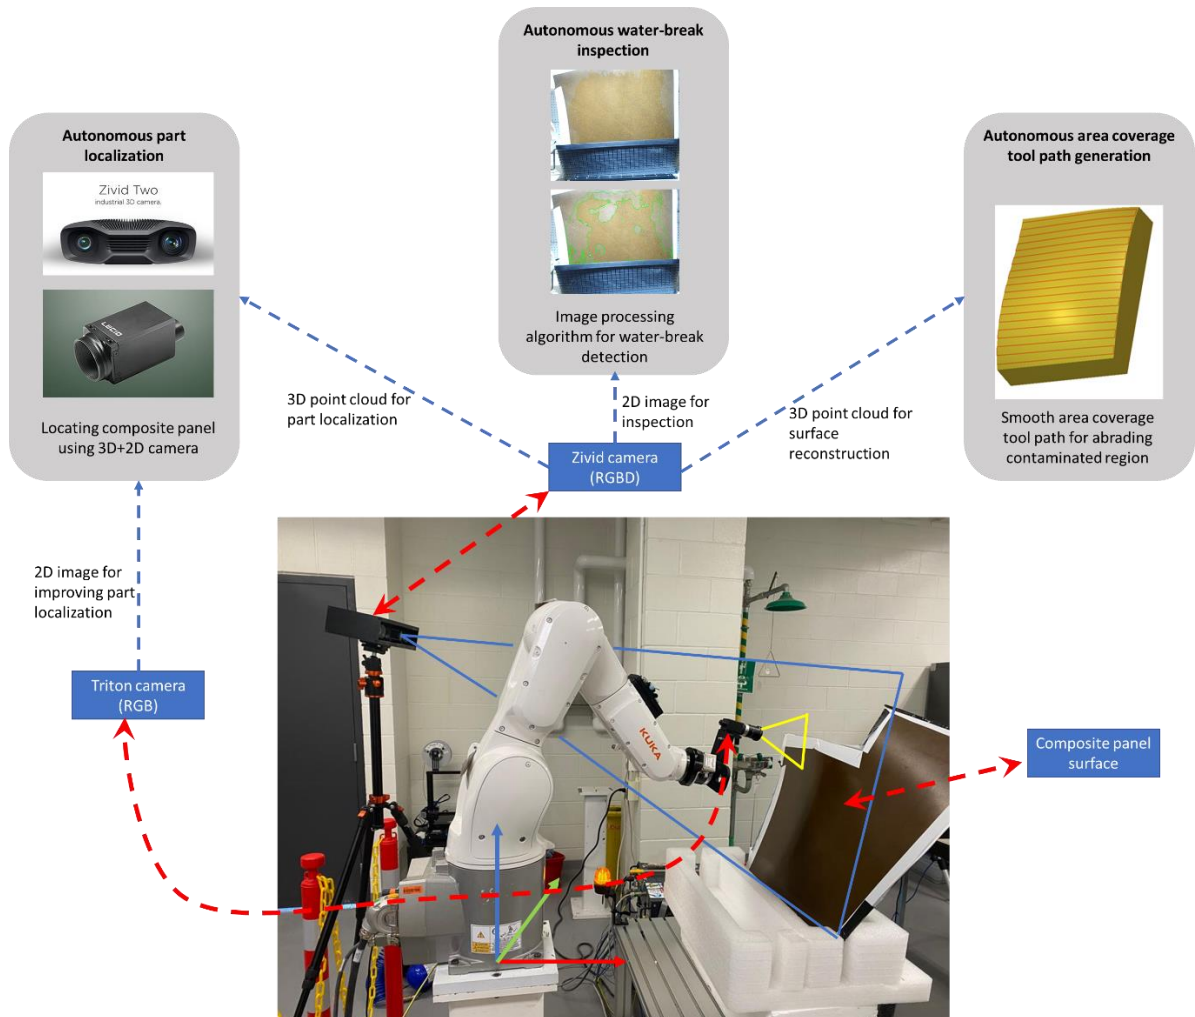 Autonomous water-break
inspection
Image processing
algorithm for water-break
detection
Autonomous part
localization
Zivid Two
industrial 3D camera.
LUCID
Locating composite panel
using 3D+2D camera
Autonomous area coverage
tool path generation
Smooth area coverage
tool path for abrading
contaminated region
3D point cloud for
part localization
2D image for
inspection
3D point cloud for
surface
reconstruction
Zivid camera
(RGBD)
2D image for
improving part
localization
Triton camera
(RGB)
KUKA
Composite panel
surface